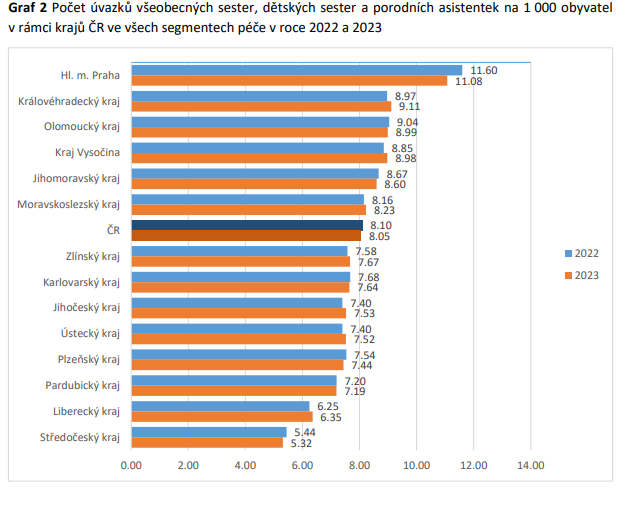 Graf 2 Počet úvazků všeobecných sester, dětských sester a porodních asistentek na 1 000 obyvatel
v rámci krajů ČR ve všech segmentech péče v roce 2022 a 2023
Hl. m. Praha 11.60
11.08
Královéhradecký kraj 8.97
9.11
Olomoucký kraj 9.04
8.99
Kraj Vysočina 8.85
8.98
Jihomoravský kraj 8.67
8.60
Moravskoslezský kraj 8.16
8.23
ČR 8.10
8.05
Zlínský kraj 7.58
7.67
Karlovarský kraj 7.68
7.64
Jihočeský kraj 7.40
7.53
Ústecký kraj 7.40
7.52
Plzeňský kraj 7.54
7.44
Pardubický kraj 7.20
7.19
Liberecký kraj 6.25
6.35
Středočeský kraj 5.44
5.32
2022
2023
0.00 2.00 4.00 6.00 8.00 10.00 12.00 14.00